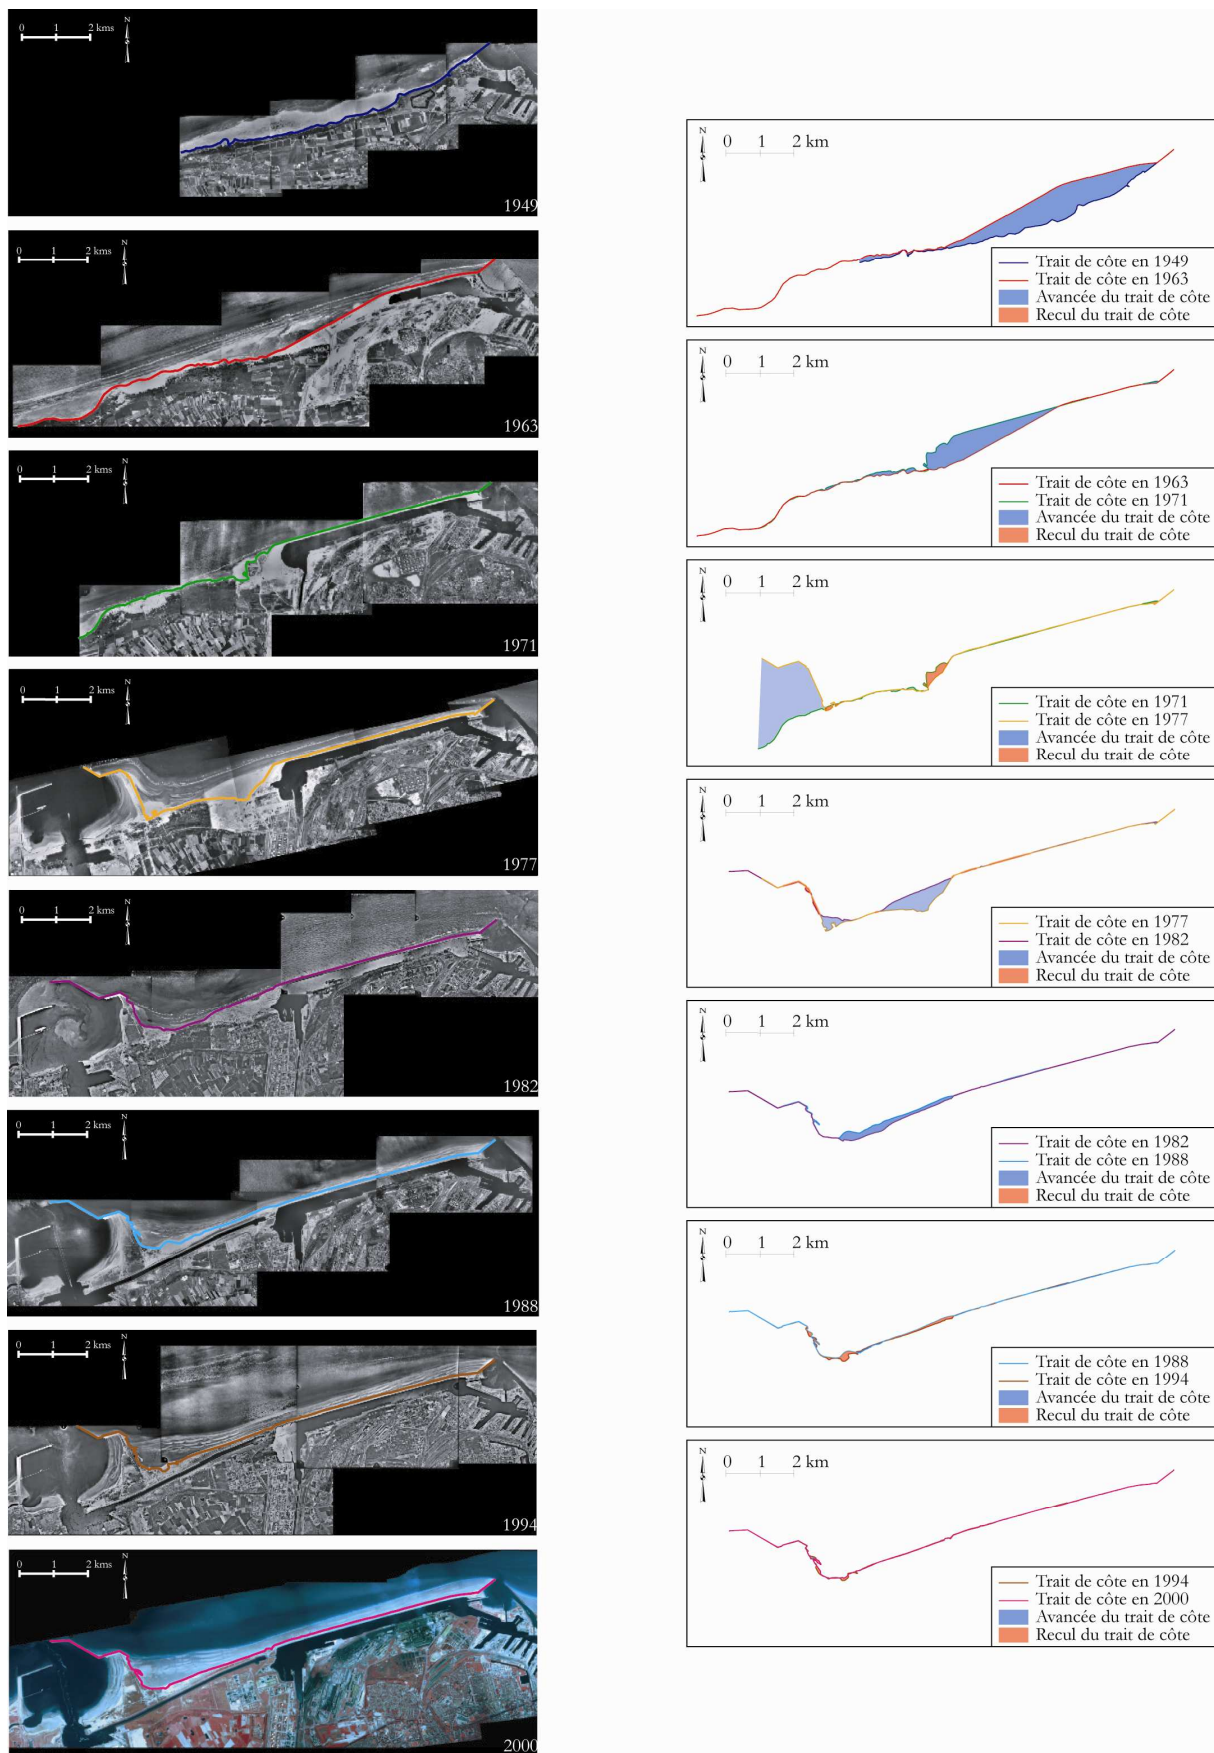 N
0 1 2 kms
1949
N
0 1 2 kms
1963
N
0 1 2 kms
1971
N
0 1 2 kms
1977
N
0 1 2 kms
1982
N
0 1 2 kms
1988
N
0 1 2 kms
1994
N
0 1 2 kms
2000
N
0 1 2 km
Trait de côte en 1949
Trait de côte en 1963
Avancée du trait de côte
Recul du trait de côte
N
0 1 2 km
Trait de côte en 1963
Trait de côte en 1971
Avancée du trait de côte
Recul du trait de côte
N
0 1 2 km
Trait de côte en 1971
Trait de côte en 1977
Avancée du trait de côte
Recul du trait de côte
N
0 1 2 km
Trait de côte en 1977
Trait de côte en 1982
Avancée du trait de côte
Recul du trait de côte
N
0 1 2 km
Trait de côte en 1982
Trait de côte en 1988
Avancée du trait de côte
Recul du trait de côte
N
0 1 2 km
Trait de côte en 1988
Trait de côte en 1994
Avancée du trait de côte
Recul du trait de côte
N
0 1 2 km
Trait de côte en 1994
Trait de côte en 2000
Avancée du trait de côte
Recul du trait de côte